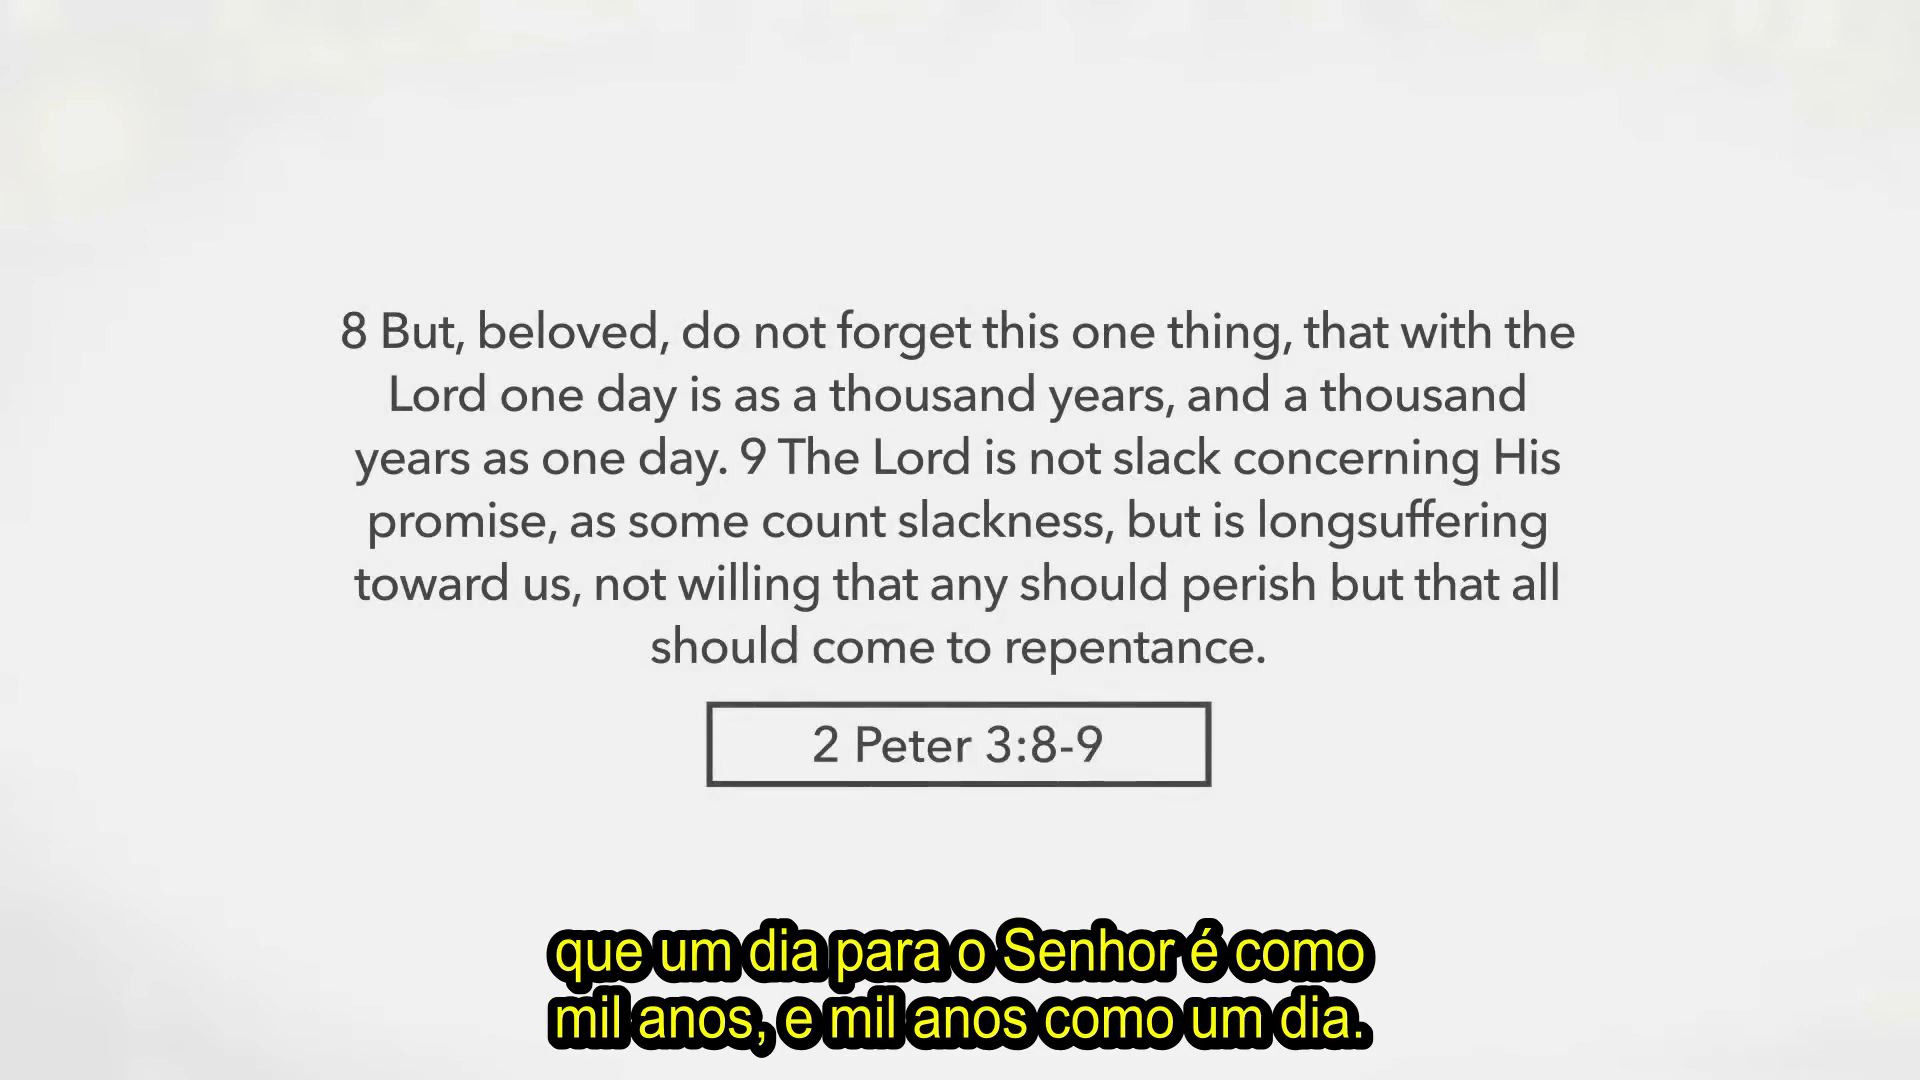 8 But, beloved, do not forget this one thing, that with the
Lord one day is as a thousand years, and a thousand
years as one day. 9 The Lord is not slack concerning His
promise, as some count slackness, but is longsuffering
toward us, not willing that any should perish but that all
should come to repentance.
2 Peter 3:8-9
que um dia para o Senhor é como
mil anos, e mil anos como um dia.